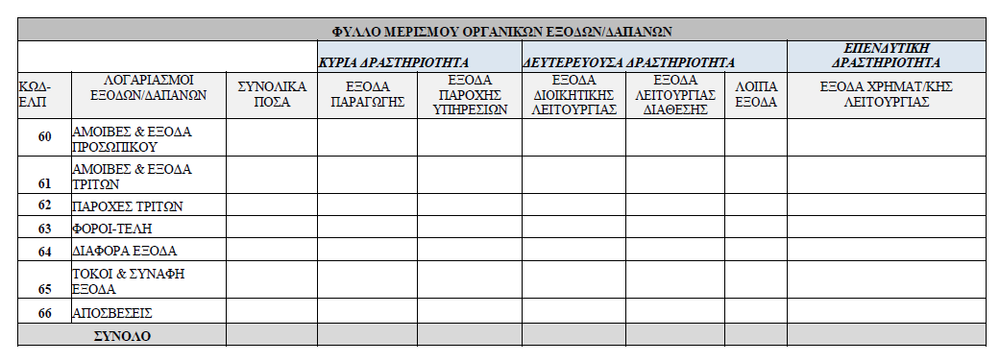 ΦΥΛΛΟ ΜΕΡΙΣΜΟΥ ΟΡΓΑΝΙΚΩΝ ΕΞΟΔΩΝ/ΔΑΠΑΝΩΝ
ΚΥΡΙΑ ΔΡΑΣΤΗΡΙΟΤΗΤΑ
ΔΕΥΤΕΡΕΥΟΥΣΑ ΔΡΑΣΤΗΡΙΟΤΗΤΑ
ΕΠΕΝΔΥΤΙΚΗ
ΔΡΑΣΤΗΡΙΟΤΗΤΑ
ΚΩΔ-
ΕΛΠ
ΛΟΓΑΡΙΑΣΜΟΙ
ΕΞΟΔΩΝ/ΔΑΠΑΝΩΝ
ΣΥΝΟΛΙΚΑ
ΠΟΣΑ
ΕΞΟΔΑ
ΠΑΡΑΓΩΓΗΣ
ΕΞΟΔΑ
ΠΑΡΟΧΗΣ
ΥΠΗΡΕΣΙΩΝ
ΕΞΟΔΑ
ΔΙΟΙΚΗΤΙΚΗΣ
ΛΕΙΤΟΥΡΓΙΑΣ
ΕΞΟΔΑ
ΛΕΙΤΟΥΡΓΙΑΣ
ΔΙΑΘΕΣΗΣ
ΛΟΙΠΑ
ΕΞΟΔΑ
ΕΞΟΔΑ ΧΡΗΜΑΤ/ΚΗΣ
ΛΕΙΤΟΥΡΓΙΑΣ
60 ΑΜΟΙΒΕΣ & ΕΞΟΔΑ
ΠΡΟΣΩΠΙΚΟΥ
61 ΑΜΟΙΒΕΣ & ΕΞΟΔΑ
ΤΡΙΤΩΝ
62 ΠΑΡΟΧΕΣ ΤΡΙΤΩΝ
63 ΦΟΡΟΙ-ΤΕΛΗ
64 ΔΙΑΦΟΡΑ ΕΞΟΔΑ
65 ΤΟΚΟΙ & ΣΥΝΑΦΗ
ΕΞΟΔΑ
66 ΑΠΟΣΒΕΣΕΙΣ
ΣΥΝΟΛΟ